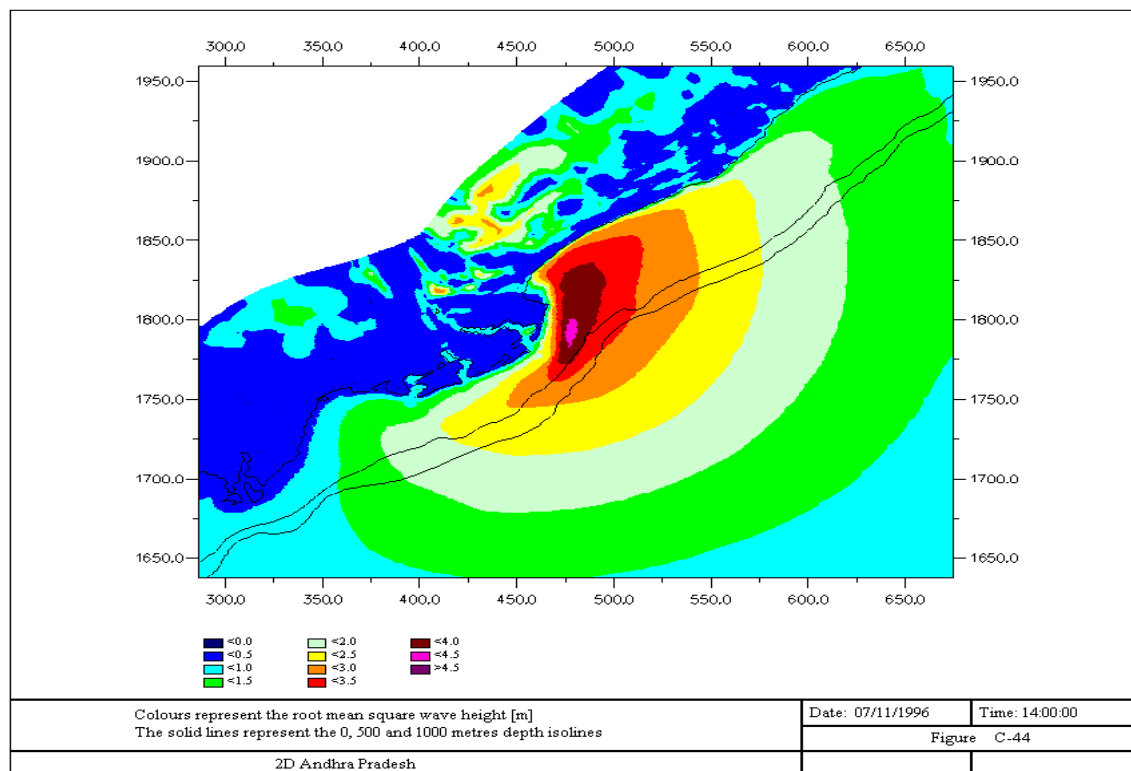 300.0 350.0 400.0 450.0 500.0 550.0 600.0 650.0
1950.0 1950.0
1900.0 1900.0
1850.0 1850.0
1800.0 1800.0
1750.0 1750.0
1700.0 1700.0
1650.0 1650.0
300.0 350.0 400.0 450.0 500.0 550.0 600.0 650.0
<0.0 <2.0 <4.0
<0.5 <2.5 <4.5
<1.0 <3.0 >4.5
<1.5 <3.5
Colours represent the root mean square wave height [m]
The solid lines represent the 0, 500 and 1000 metres depth isolines
Date: 07/11/1996 Time: 14:00:00
Figure C-44
2D Andhra Pradesh